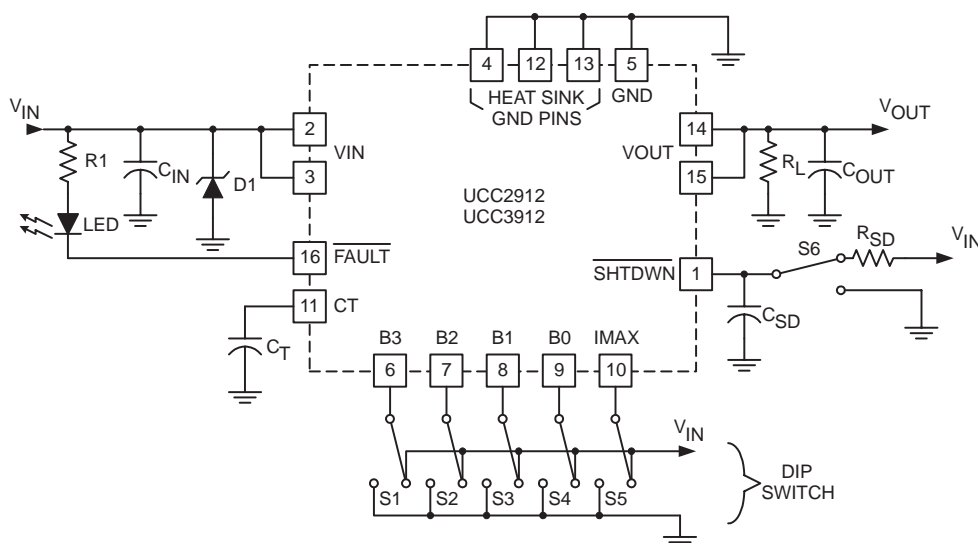 4 12 13 5
HEAT SINK
GND PINS
GND
VIN
R1
CIN
D1
LED
2
VIN
3
16
FAULT
11
CT
CT
UCC2912
UCC3912
14
VOUT
15
VOUT
RL
COUT
SHTDWN
1
S6
RSD
VIN
CSD
B3 B2 B1 B0 IMAX
6 7 8 9 10
VIN
S1 S2 S3 S4 S5
DIP
SWITCH